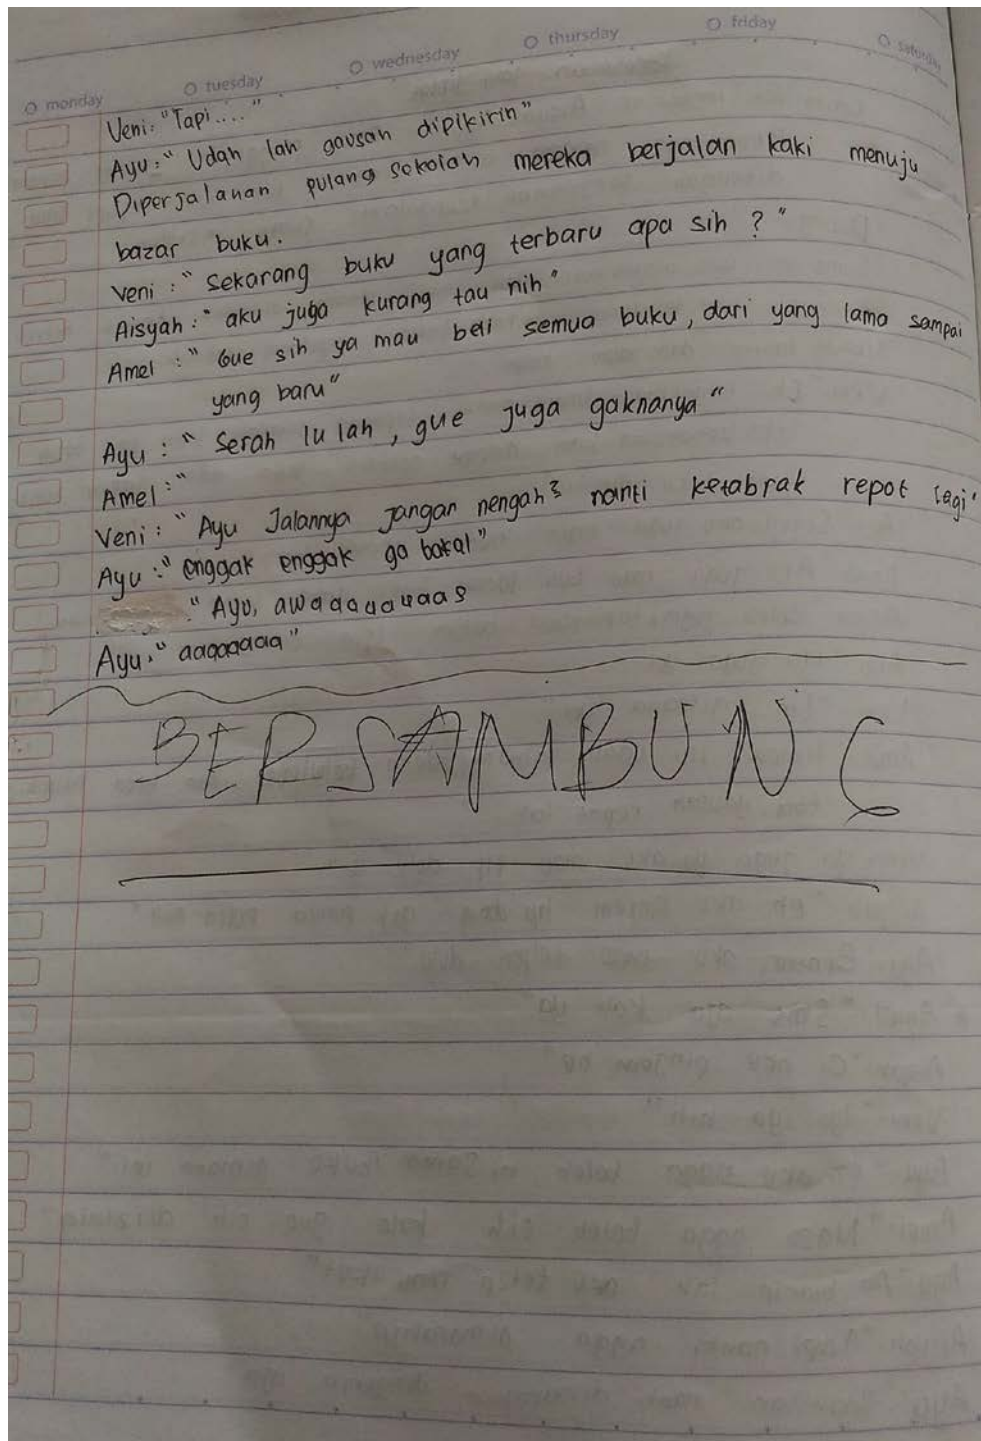 monday tuesday wednesday thursday friday saturday
Veni: "Tapi...."
Ayu: " Udah lah gausah dipikirin"
Diperjalanan pulang sekolah mereka berjalan kaki menuju
bazar buku.
Veni : " Sekarang buku yang terbaru apa sih ? "
Aisyah : " aku juga kurang tau nih "
Amel : " Gue sih ya mau beli semua buku, dari yang lama sampai
yang baru"
Ayu : " Serah lu lah , gue juga gaknanya "
Amel : "
Veni : " Ayu Jalannya jangan nengah² nanti ketabrak repot lagi"
Ayu : " enggak enggak ga bakal "
" Ayu, awaaaaaaaas
Ayu : " aaaaaaaa "
BERSAMBUNG